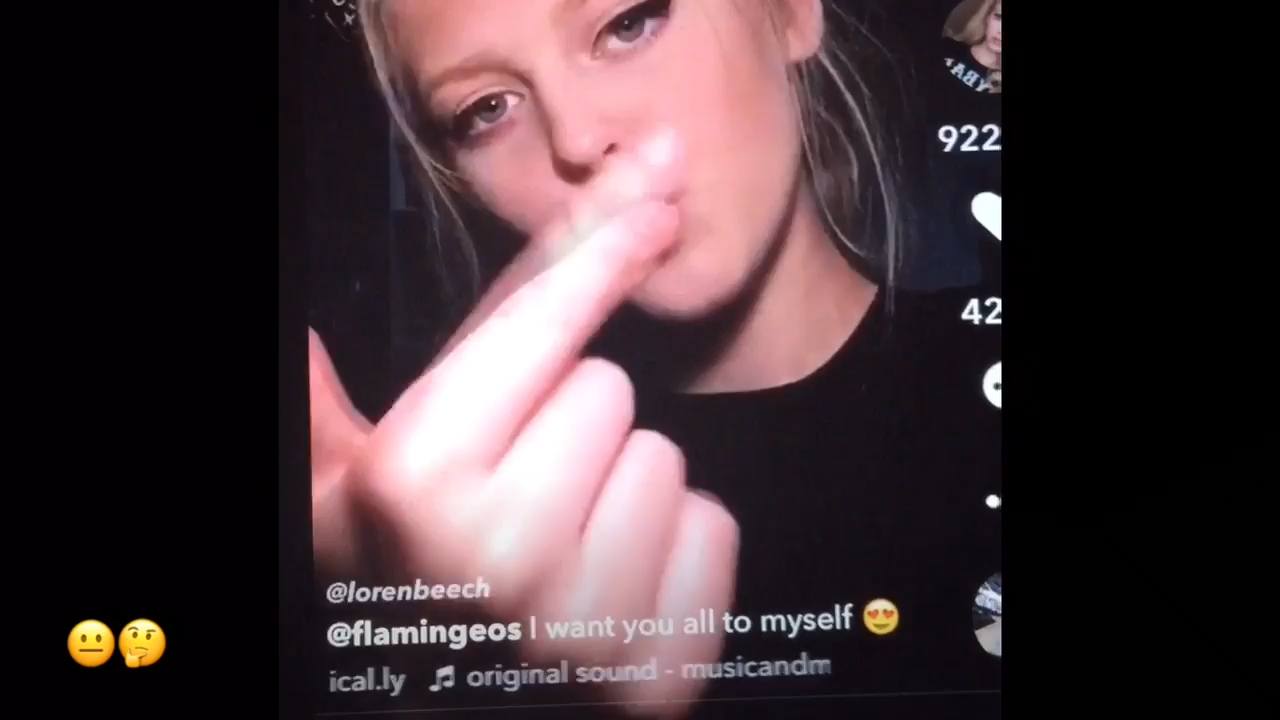 922
42
@lorenbeech
@flamingeos I want you all to myself 😍
ical.ly ♫ original sound - musicandm
😐🤔